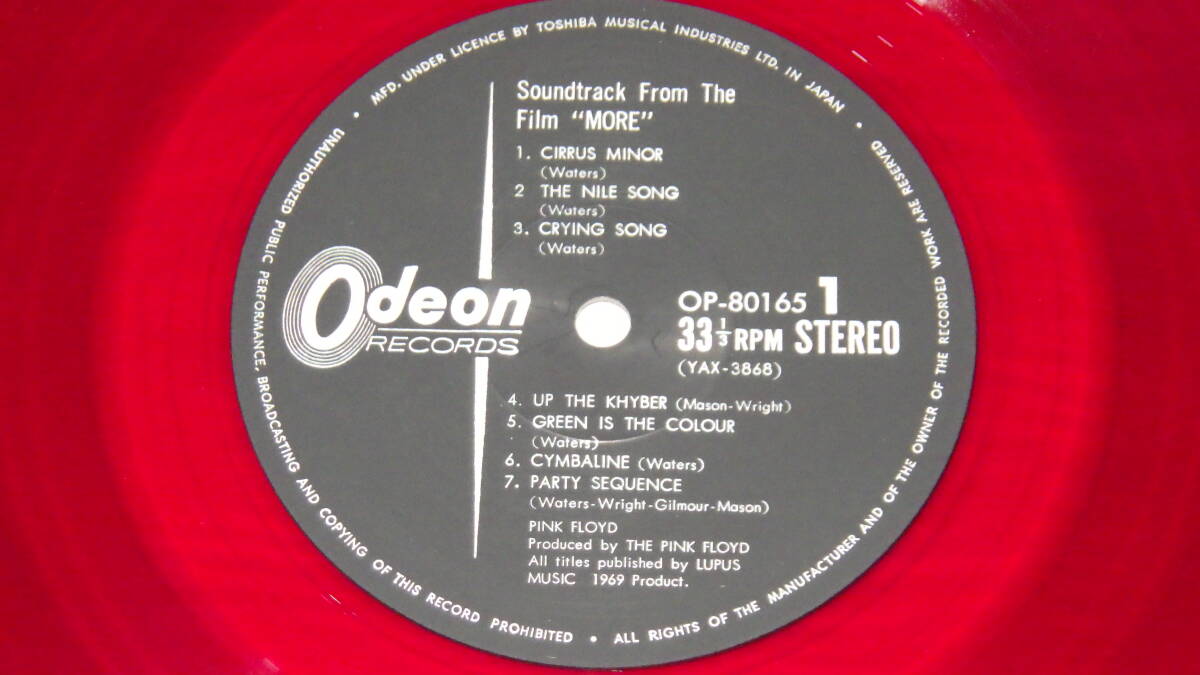 MFD. UNDER LICENCE BY TOSHIBA MUSICAL INDUSTRIES LTD. IN JAPAN •
Soundtrack From The
Film "MORE"
1. CIRRUS MINOR
(Waters)
2 THE NILE SONG
(Waters)
3. CRYING SONG
(Waters)
Odeon
RECORDS
OP-80165 1
33 1/3 RPM STEREO
(YAX-3868)
4. UP THE KHYBER (Mason-Wright)
5. GREEN IS THE COLOUR
(Waters)
6. CYMBALINE (Waters)
7. PARTY SEQUENCE
(Waters-Wright-Gilmour-Mason)
PINK FLOYD
Produced by THE PINK FLOYD
All titles published by LUPUS
MUSIC 1969 Product.
ALL RIGHTS OF THE MANUFACTURER AND OF THE OWNER OF THE RECORDED WORK ARE RESERVED •
UNAUTHORIZED PUBLIC PERFORMANCE, BROADCASTING AND COPYING OF THIS RECORD PROHIBITED •